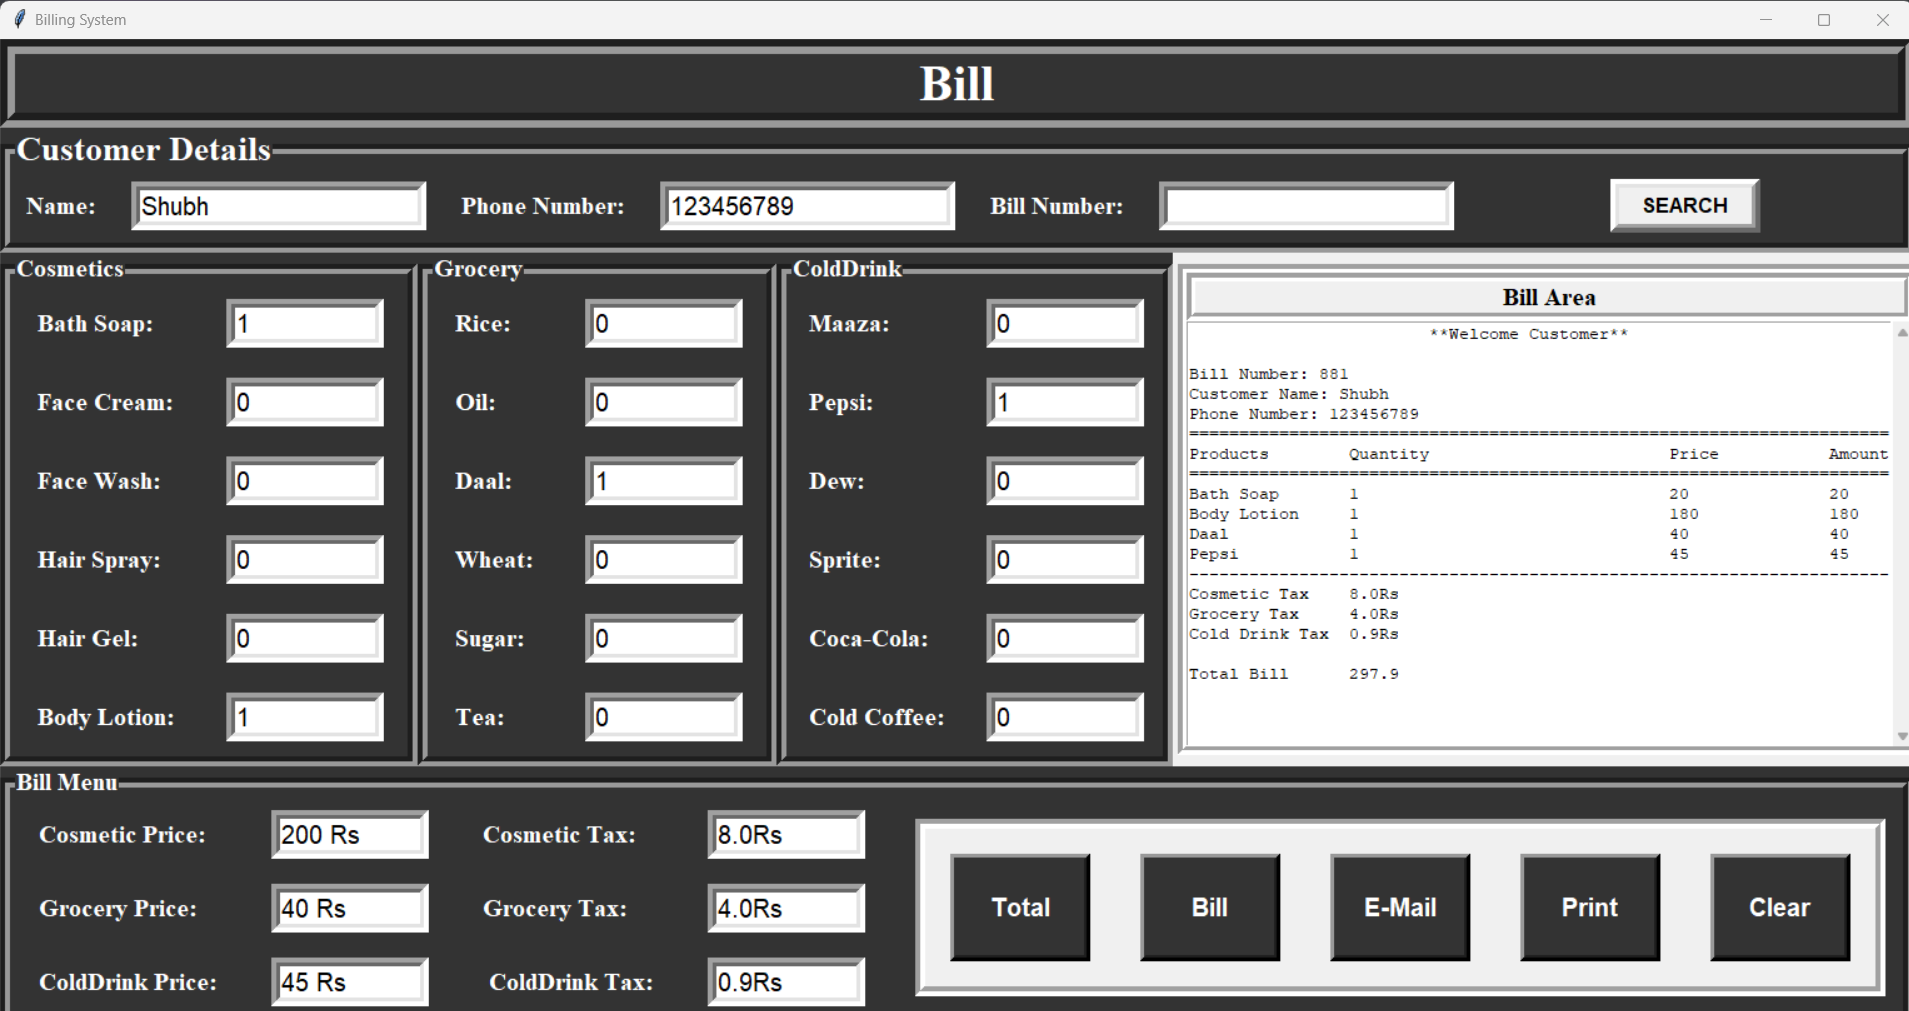 Billing System
Bill
Customer Details
Name: Shubh Phone Number: 123456789 Bill Number: SEARCH
Cosmetics
Bath Soap: 1
Face Cream: 0
Face Wash: 0
Hair Spray: 0
Hair Gel: 0
Body Lotion: 1
Grocery
Rice: 0
Oil: 0
Daal: 1
Wheat: 0
Sugar: 0
Tea: 0
ColdDrink
Maaza: 0
Pepsi: 1
Dew: 0
Sprite: 0
Coca-Cola: 0
Cold Coffee: 0
Bill Area
**Welcome Customer**
Bill Number: 881
Customer Name: Shubh
Phone Number: 123456789
======================================================================
Products Quantity Price Amount
======================================================================
Bath Soap 1 20 20
Body Lotion 1 180 180
Daal 1 40 40
Pepsi 1 45 45
----------------------------------------------------------------------
Cosmetic Tax 8.0Rs
Grocery Tax 4.0Rs
Cold Drink Tax 0.9Rs
Total Bill 297.9
Bill Menu
Cosmetic Price: 200 Rs Cosmetic Tax: 8.0Rs
Grocery Price: 40 Rs Grocery Tax: 4.0Rs
ColdDrink Price: 45 Rs ColdDrink Tax: 0.9Rs
Total Bill E-Mail Print Clear